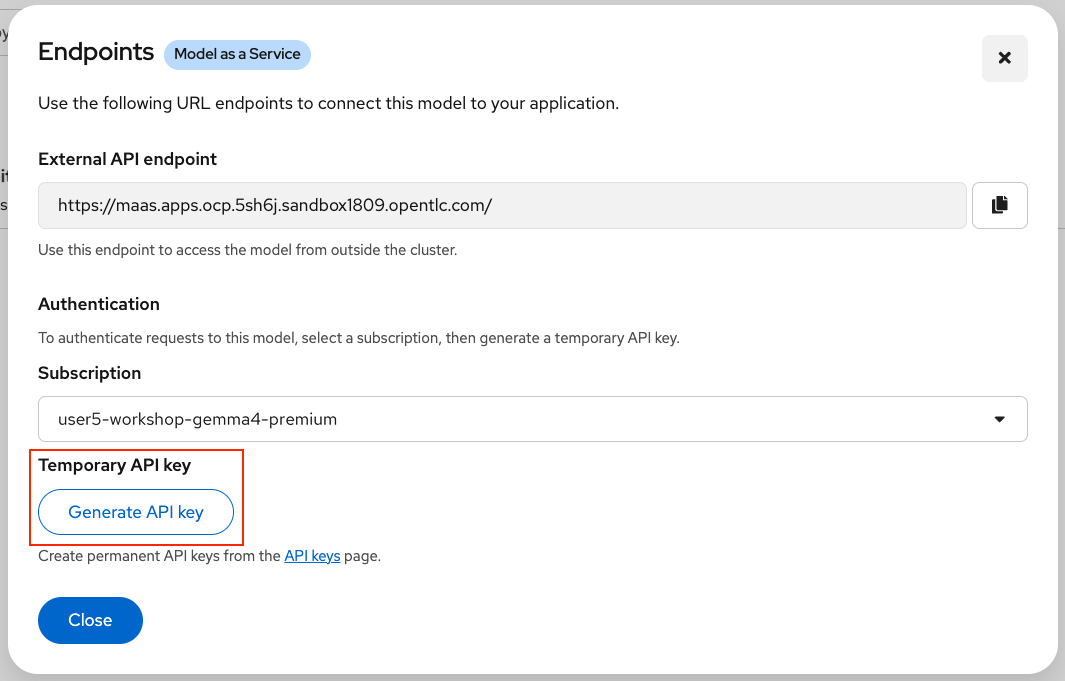 Endpoints Model as a Service
Use the following URL endpoints to connect this model to your application.
External API endpoint
https://maas.apps.ocp.5sh6j.sandbox1809.opentlc.com/
Use this endpoint to access the model from outside the cluster.
Authentication
To authenticate requests to this model, select a subscription, then generate a temporary API key.
Subscription
user5-workshop-gemma4-premium
Temporary API key
Generate API key
Create permanent API keys from the API keys page.
Close